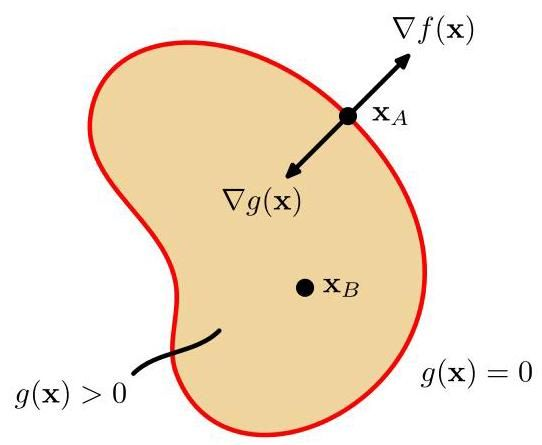 ∇f(𝐱)
𝐱_A
∇g(𝐱)
𝐱_B
g(𝐱) = 0
g(𝐱) > 0